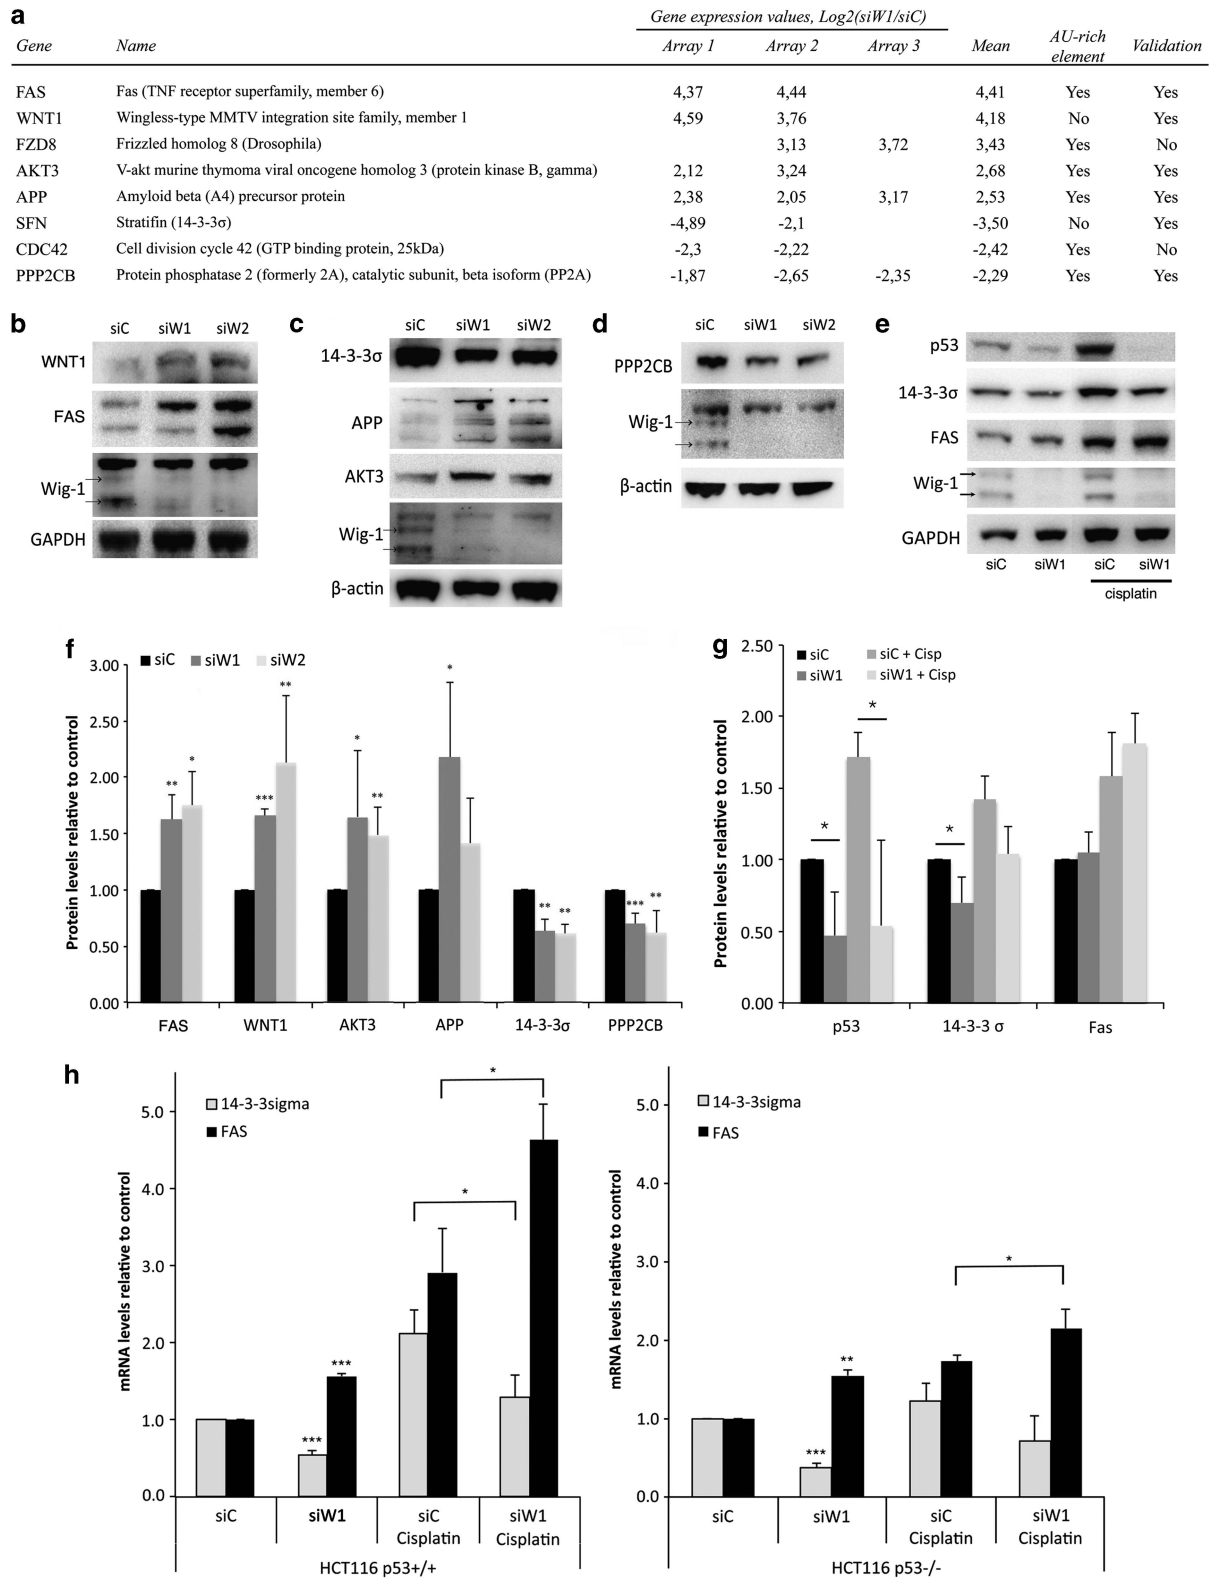 a
Gene expression values, Log2(siW1/siC)
Gene Name Array 1 Array 2 Array 3 Mean AU-rich element Validation
FAS Fas (TNF receptor superfamily, member 6) 4,37 4,44 4,41 Yes Yes
WNT1 Wingless-type MMTV integration site family, member 1 4,59 3,76 4,18 No Yes
FZD8 Frizzled homolog 8 (Drosophila) 3,13 3,72 3,43 Yes No
AKT3 V-akt murine thymoma viral oncogene homolog 3 (protein kinase B, gamma) 2,12 3,24 2,68 Yes Yes
APP Amyloid beta (A4) precursor protein 2,38 2,05 3,17 2,53 Yes Yes
SFN Stratifin (14-3-3σ) -4,89 -2,1 -3,50 No Yes
CDC42 Cell division cycle 42 (GTP binding protein, 25kDa) -2,3 -2,22 -2,42 Yes No
PPP2CB Protein phosphatase 2 (formerly 2A), catalytic subunit, beta isoform (PP2A) -1,87 -2,65 -2,35 -2,29 Yes Yes
b
siC siW1 siW2
WNT1
FAS
Wig-1
GAPDH
c
siC siW1 siW2
14-3-3σ
APP
AKT3
Wig-1
β-actin
d
siC siW1 siW2
PPP2CB
Wig-1
β-actin
e
p53
14-3-3σ
FAS
Wig-1
GAPDH
siC siW1 siC siW1
cisplatin
f
siC siW1 siW2
Protein levels relative to control
3.00
2.50
2.00
1.50
1.00
0.50
0.00
** *
*** **
* **
*
** **
*** **
FAS WNT1 AKT3 APP 14-3-3σ PPP2CB
g
siC siC + Cisp
siW1 siW1 + Cisp
Protein levels relative to control
2.50
2.00
1.50
1.00
0.50
0.00
* *
*
p53 14-3-3 σ Fas
h
14-3-3sigma
FAS
mRNA levels relative to control
5.0
4.0
3.0
2.0
1.0
0.0
*** ***
*
*
siC siW1 siC siW1
Cisplatin Cisplatin
HCT116 p53+/+
14-3-3sigma
FAS
mRNA levels relative to control
5.0
4.0
3.0
2.0
1.0
0.0
*** **
*
siC siW1 siC siW1
Cisplatin Cisplatin
HCT116 p53-/-